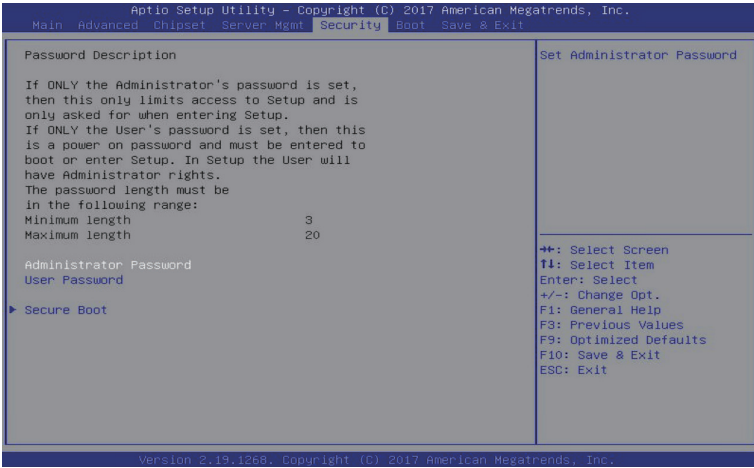 Aptio Setup Utility – Copyright (C) 2017 American Megatrends, Inc.
Main Advanced Chipset Server Mgmt Security Boot Save & Exit
Password Description
If ONLY the Administrator's password is set,
then this only limits access to Setup and is
only asked for when entering Setup.
If ONLY the User's password is set, then this
is a power on password and must be entered to
boot or enter Setup. In Setup the User will
have Administrator rights.
The password length must be
in the following range:
Minimum length 3
Maximum length 20
Administrator Password
User Password
▶ Secure Boot
Set Administrator Password
→←: Select Screen
↑↓: Select Item
Enter: Select
+/-: Change Opt.
F1: General Help
F3: Previous Values
F9: Optimized Defaults
F10: Save & Exit
ESC: Exit
Version 2.19.1268. Copyright (C) 2017 American Megatrends, Inc.